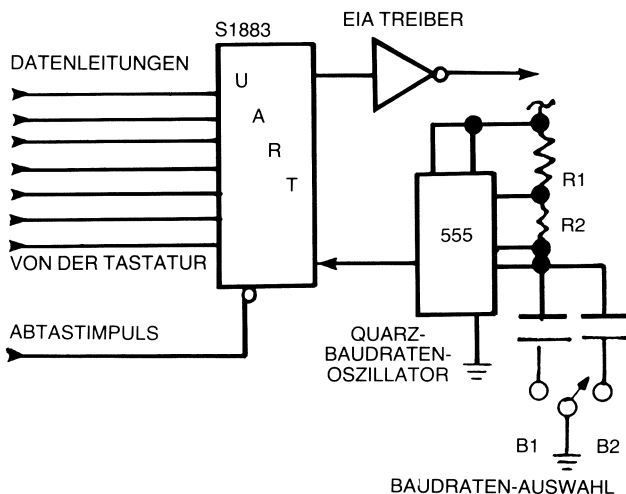 EIA TREIBER
S1883
DATENLEITUNGEN
U
A
R
T
R1
R2
555
VON DER TASTATUR
ABTASTIMPULS
QUARZ-
BAUDRATEN-
OSZILLATOR
B1
B2
BAUDRATEN-AUSWAHL